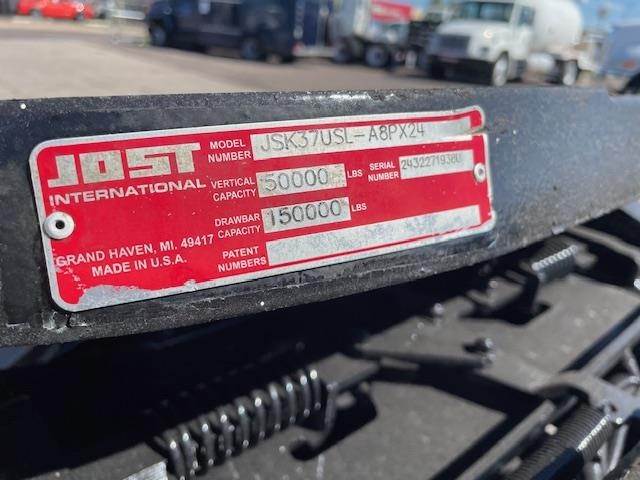 JOST
INTERNATIONAL
GRAND HAVEN, MI. 49417
MADE IN U.S.A.
MODEL NUMBER JSK37USL-A8PX24
VERTICAL CAPACITY 50000 LBS
SERIAL NUMBER
DRAWBAR CAPACITY 150000 LBS
PATENT NUMBERS